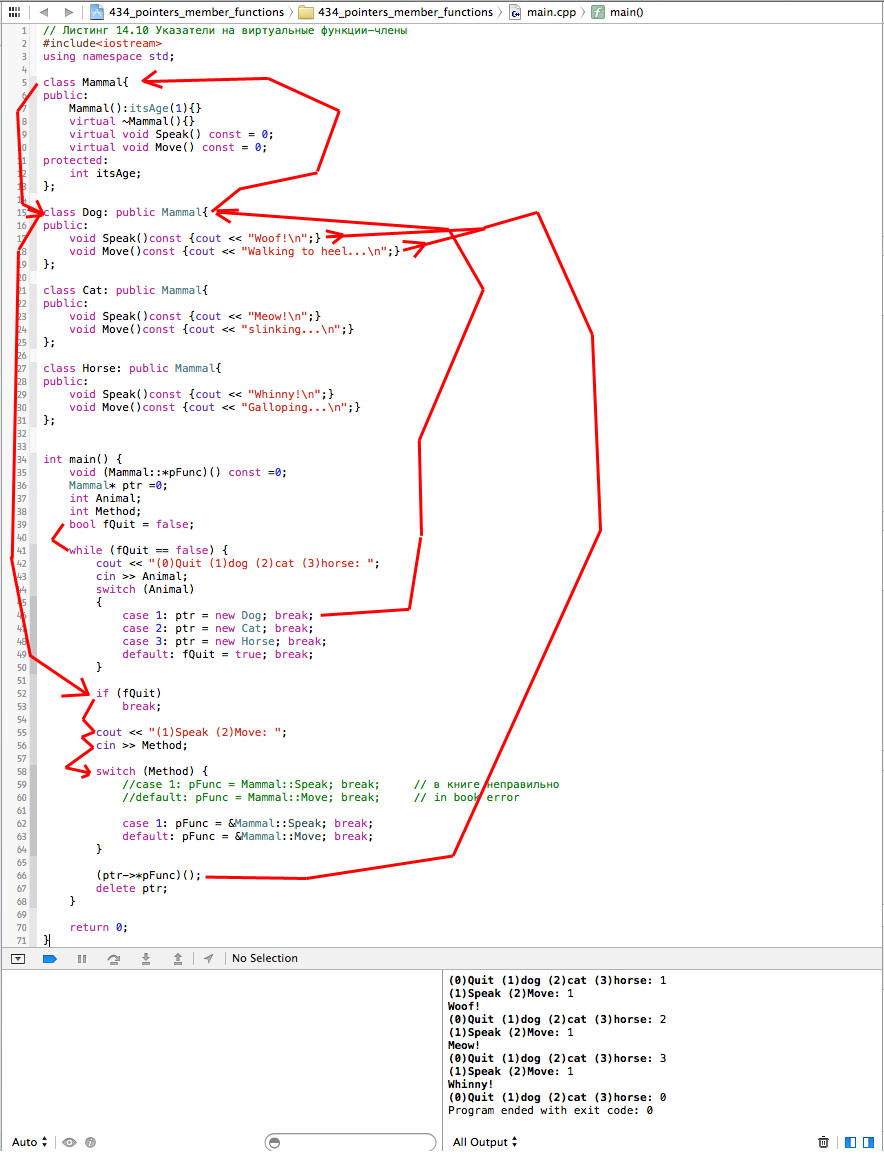 434_pointers_member_functions 434_pointers_member_functions main.cpp main()
1 // Листинг 14.10 Указатели на виртуальные функции-члены
2 #include<iostream>
3 using namespace std;
4
5 class Mammal{
6 public:
7 Mammal():itsAge(1){}
8 virtual ~Mammal(){}
9 virtual void Speak() const = 0;
10 virtual void Move() const = 0;
11 protected:
12 int itsAge;
13 };
14
15 class Dog: public Mammal{
16 public:
17 void Speak()const {cout << "Woof!\n";}
18 void Move()const {cout << "Walking to heel...\n";}
19 };
20
21 class Cat: public Mammal{
22 public:
23 void Speak()const {cout << "Meow!\n";}
24 void Move()const {cout << "slinking...\n";}
25 };
26
27 class Horse: public Mammal{
28 public:
29 void Speak()const {cout << "Whinny!\n";}
30 void Move()const {cout << "Galloping...\n";}
31 };
32
33
34 int main() {
35 void (Mammal::*pFunc)() const =0;
36 Mammal* ptr =0;
37 int Animal;
38 int Method;
39 bool fQuit = false;
40
41 while (fQuit == false) {
42 cout << "(0)Quit (1)dog (2)cat (3)horse: ";
43 cin >> Animal;
44 switch (Animal)
45 {
46 case 1: ptr = new Dog; break;
47 case 2: ptr = new Cat; break;
48 case 3: ptr = new Horse; break;
49 default: fQuit = true; break;
50 }
51
52 if (fQuit)
53 break;
54
55 cout << "(1)Speak (2)Move: ";
56 cin >> Method;
57
58 switch (Method) {
59 //case 1: pFunc = Mammal::Speak; break; // в книге неправильно
60 //default: pFunc = Mammal::Move; break; // in book error
61
62 case 1: pFunc = &Mammal::Speak; break;
63 default: pFunc = &Mammal::Move; break;
64 }
65
66 (ptr->*pFunc)();
67 delete ptr;
68 }
69
70 return 0;
71 }
No Selection
(0)Quit (1)dog (2)cat (3)horse: 1
(1)Speak (2)Move: 1
Woof!
(0)Quit (1)dog (2)cat (3)horse: 2
(1)Speak (2)Move: 1
Meow!
(0)Quit (1)dog (2)cat (3)horse: 3
(1)Speak (2)Move: 1
Whinny!
(0)Quit (1)dog (2)cat (3)horse: 0
Program ended with exit code: 0
Auto All Output